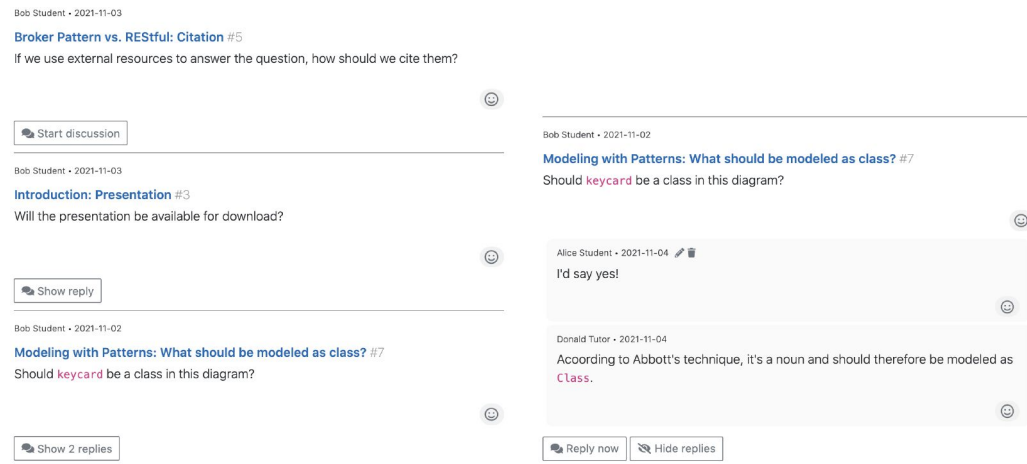 Bob Student • 2021-11-03
Broker Pattern vs. REStful: Citation #5
If we use external resources to answer the question, how should we cite them?
Start discussion
Bob Student • 2021-11-03
Introduction: Presentation #3
Will the presentation be available for download?
Show reply
Bob Student • 2021-11-02
Modeling with Patterns: What should be modeled as class? #7
Should keycard be a class in this diagram?
Show 2 replies
Bob Student • 2021-11-02
Modeling with Patterns: What should be modeled as class? #7
Should keycard be a class in this diagram?
Alice Student • 2021-11-04
I'd say yes!
Donald Tutor • 2021-11-04
Acoording to Abbott's technique, it's a noun and should therefore be modeled as
Class.
Reply now
Hide replies